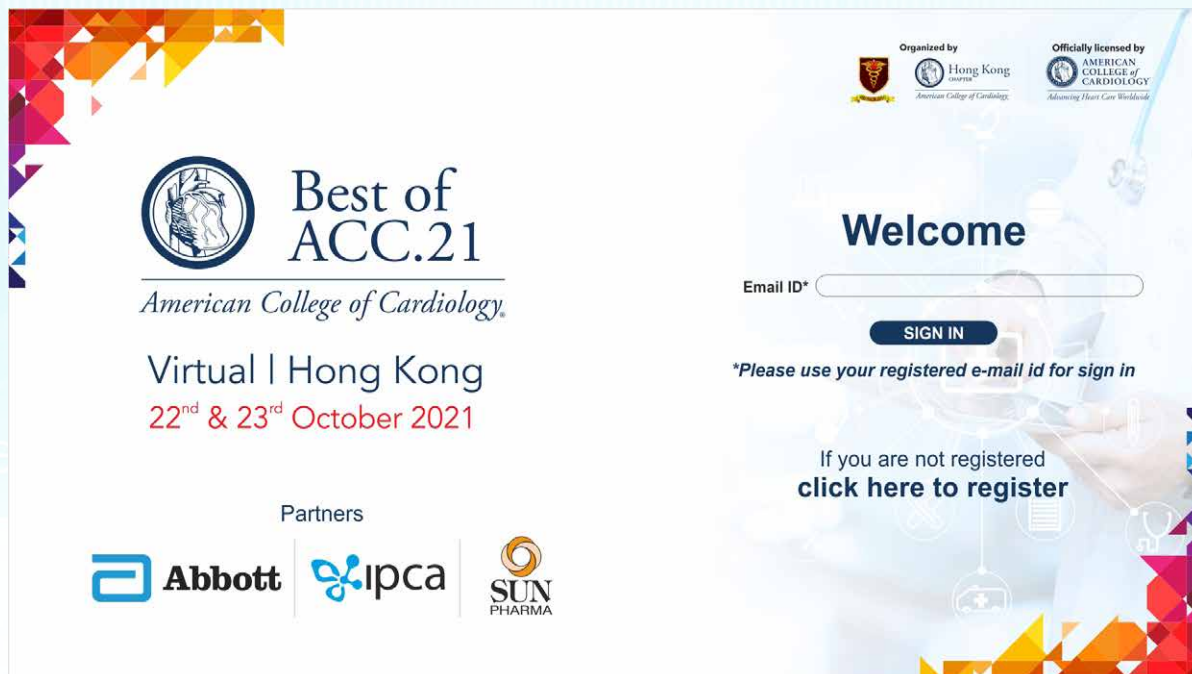 Organized by
Hong Kong
CHAPTER
American College of Cardiology
Officially licensed by
AMERICAN
COLLEGE of
CARDIOLOGY
Advancing Heart Care Worldwide
Best of
ACC.21
American College of Cardiology®
Virtual | Hong Kong
22nd & 23rd October 2021
Partners
Abbott
ipca
SUN
PHARMA
Welcome
Email ID*
SIGN IN
*Please use your registered e-mail id for sign in
If you are not registered
click here to register